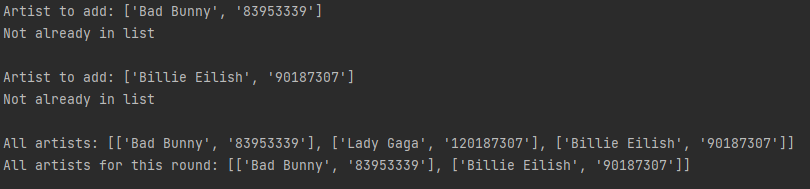 Artist to add: ['Bad Bunny', '83953339']
Not already in list
Artist to add: ['Billie Eilish', '90187307']
Not already in list
All artists: [['Bad Bunny', '83953339'], ['Lady Gaga', '120187307'], ['Billie Eilish', '90187307']]
All artists for this round: [['Bad Bunny', '83953339'], ['Billie Eilish', '90187307']]